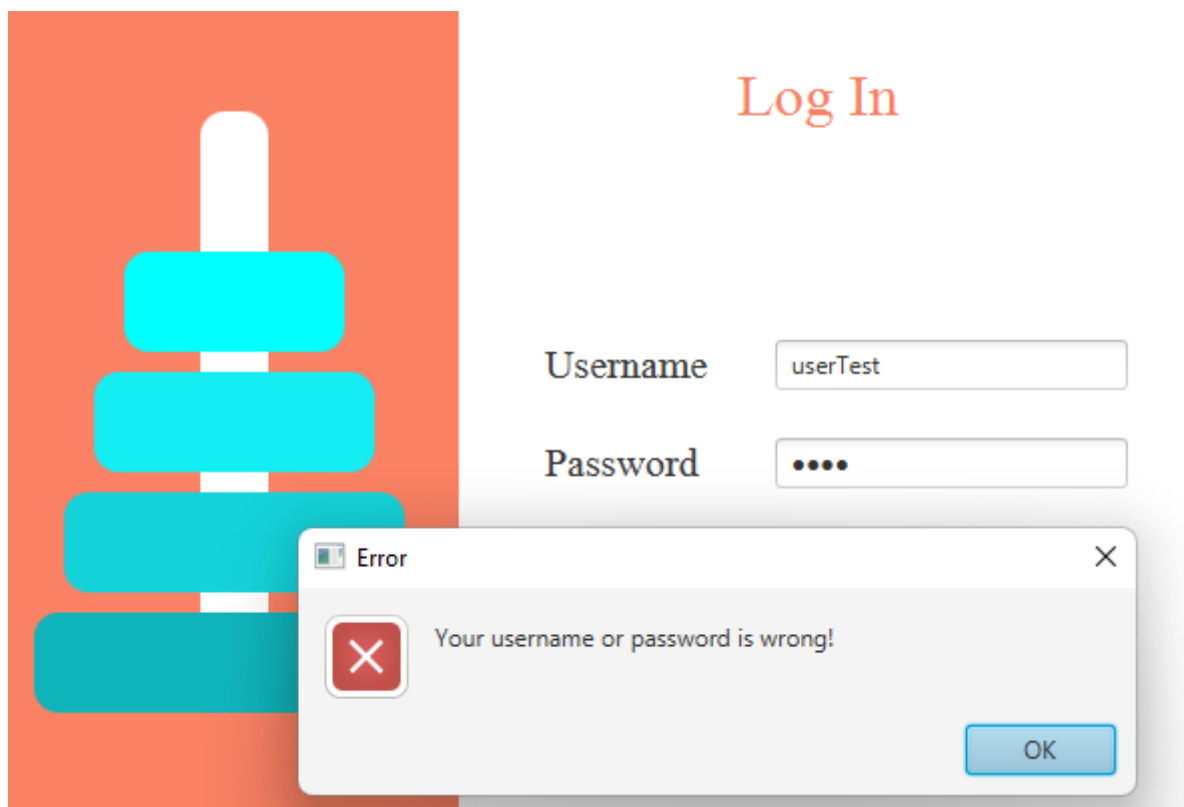 Log In
Username
userTest
Password
••••
Error
Your username or password is wrong!
OK